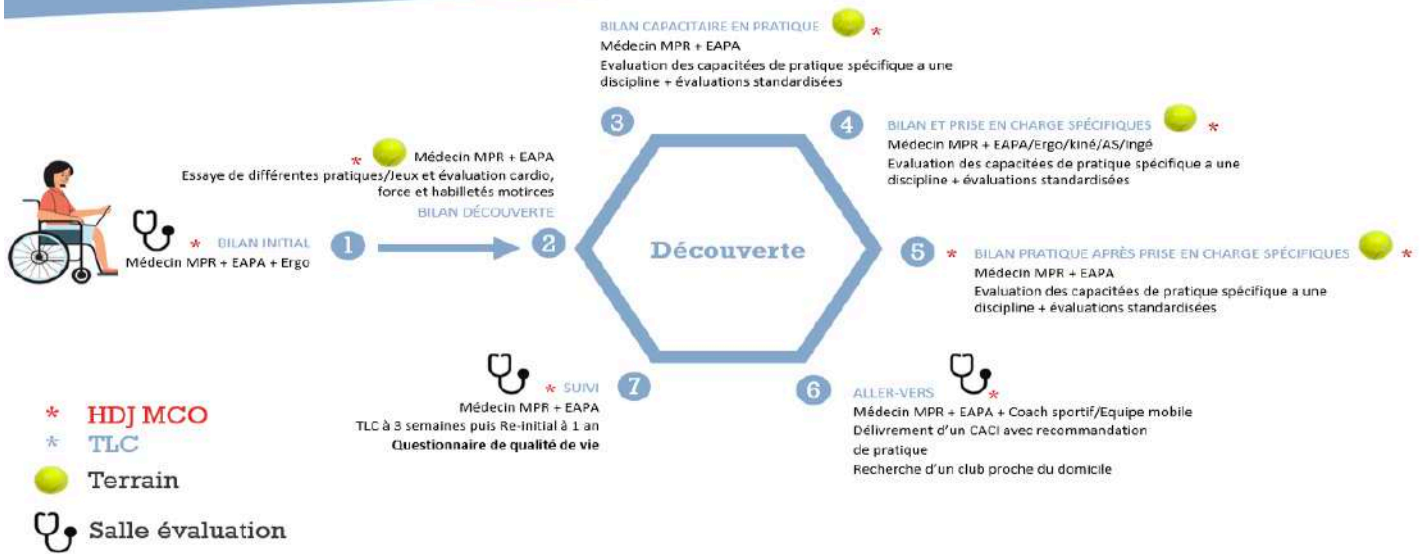 BILAN INITIAL
Médecin MPR + EAPA + Ergo
1
* Médecin MPR + EAPA
Essaye de différentes pratiques/Jeux et évaluation cardio,
force et habilletés motirces
BILAN DÉCOUVERTE
2
Découverte
BILAN CAPACITAIRE EN PRATIQUE *
Médecin MPR + EAPA
Evaluation des capacitées de pratique spécifique a une
discipline + évaluations standardisées
3
4
BILAN ET PRISE EN CHARGE SPÉCIFIQUES *
Médecin MPR + EAPA/Ergo/kiné/AS/Ingé
Evaluation des capacitées de pratique spécifique a une
discipline + évaluations standardisées
5
* BILAN PRATIQUE APRÈS PRISE EN CHARGE SPÉCIFIQUES *
Médecin MPR + EAPA
Evaluation des capacitées de pratique spécifique a une
discipline + évaluations standardisées
6
ALLER-VERS *
Médecin MPR + EAPA + Coach sportif/Equipe mobile
Délivrement d'un CACI avec recommandation
de pratique
Recherche d'un club proche du domicile
* SUIVI
7
Médecin MPR + EAPA
TLC à 3 semaines puis Re-initial à 1 an
Questionnaire de qualité de vie
* HDJ MCO
* TLC
Terrain
Salle évaluation